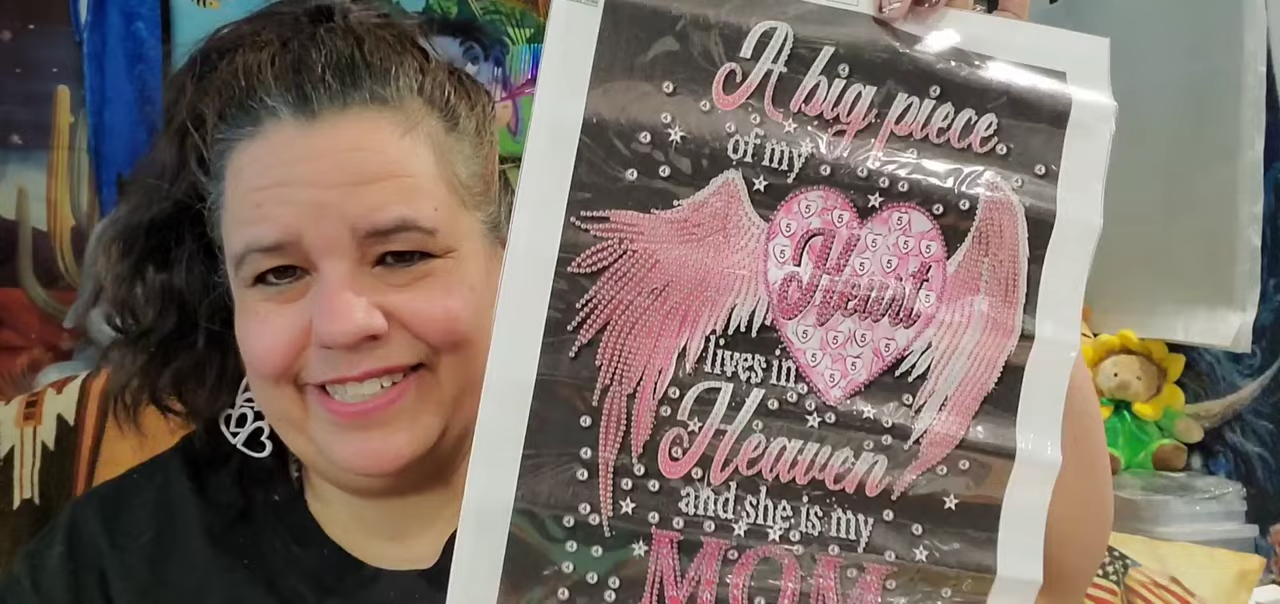 A big piece
of my
Heart
lives in
Heaven
and she is my
MOM